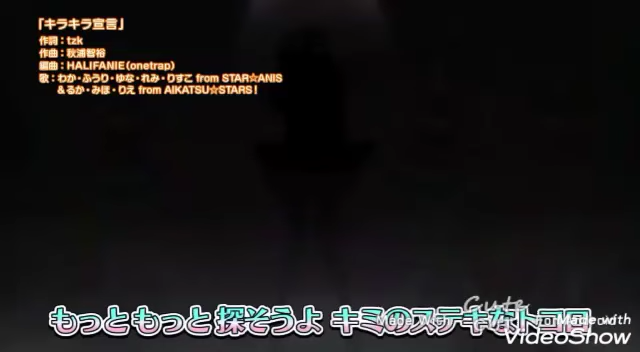 「キラキラ宣言」
作詞：tzk
作曲：秋浦智裕
編曲：HALIFANIE（onetrap）
歌：わか・ふうり・ゆな・れみ・りすこ from STAR☆ANIS
＆るか・みほ・りえ from AIKATSU☆STARS！
もっともっと 探そうよ キミのステキなトコロ
Cute
Made with
VideoShow